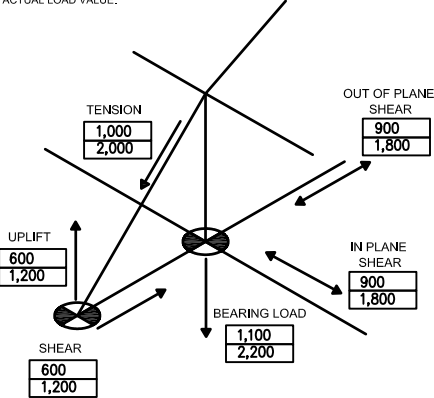 ACTUAL LOAD VALUE.
OUT OF PLANE
SHEAR
900
1,800
TENSION
1,000
2,000
UPLIFT
600
1,200
IN PLANE
SHEAR
900
1,800
BEARING LOAD
1,100
2,200
SHEAR
600
1,200